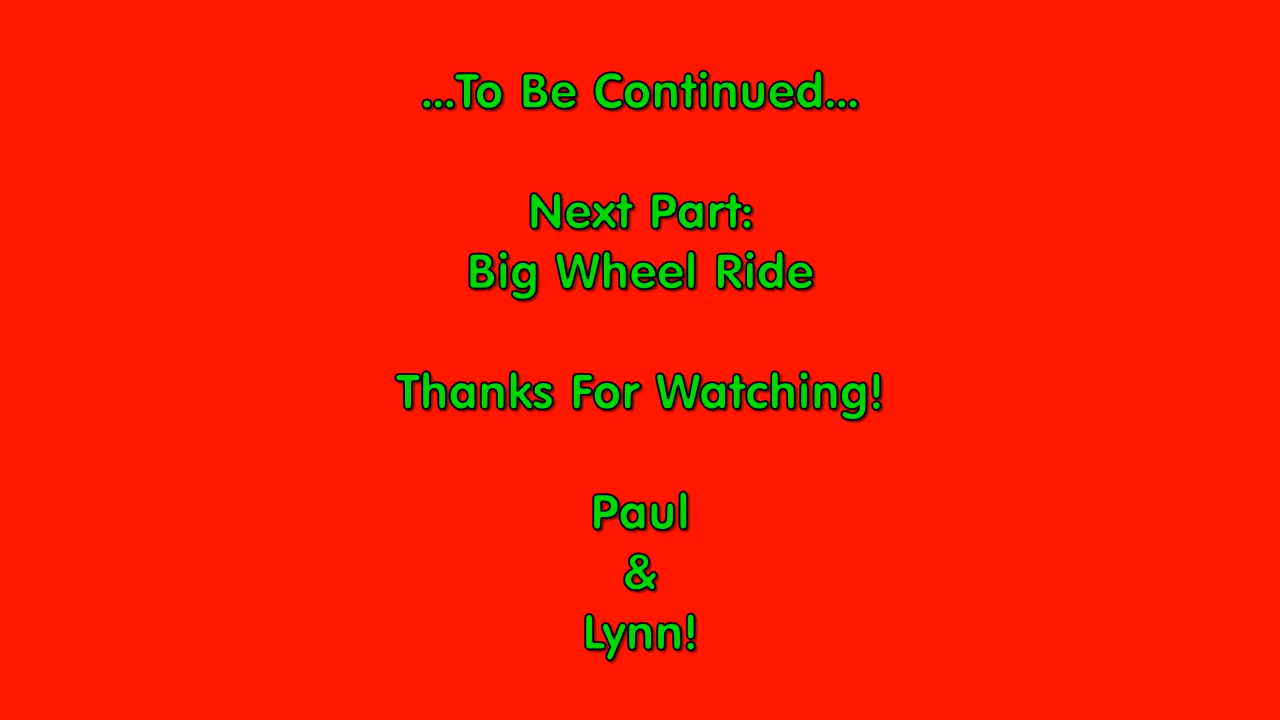 ...To Be Continued...
Next Part:
Big Wheel Ride
Thanks For Watching!
Paul
&
Lynn!